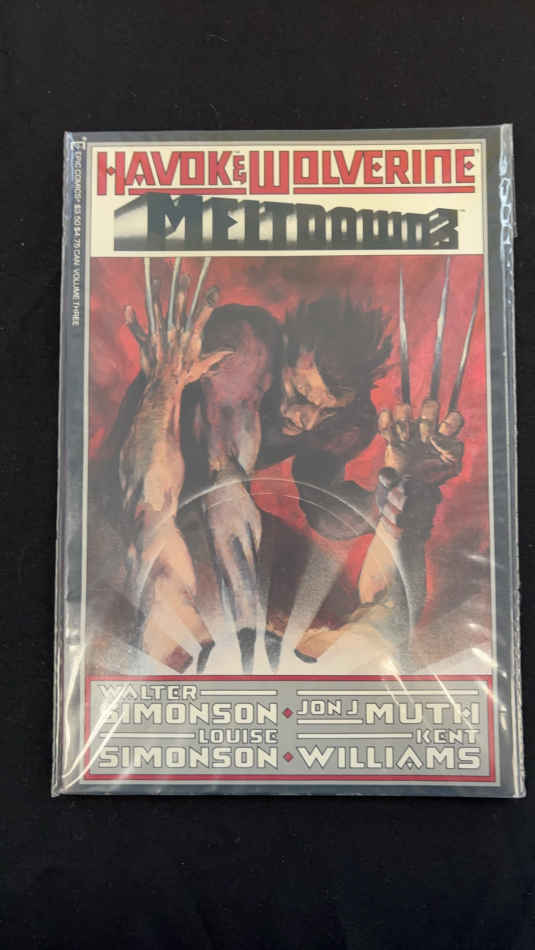 HAVOK & WOLVERINE
MELTDOWN 3
EPIC COMICS® $3.50 $4.75 CAN VOLUME THREE
WALTER
SIMONSON
JON J MUTH
LOUISE
SIMONSON
KENT
WILLIAMS